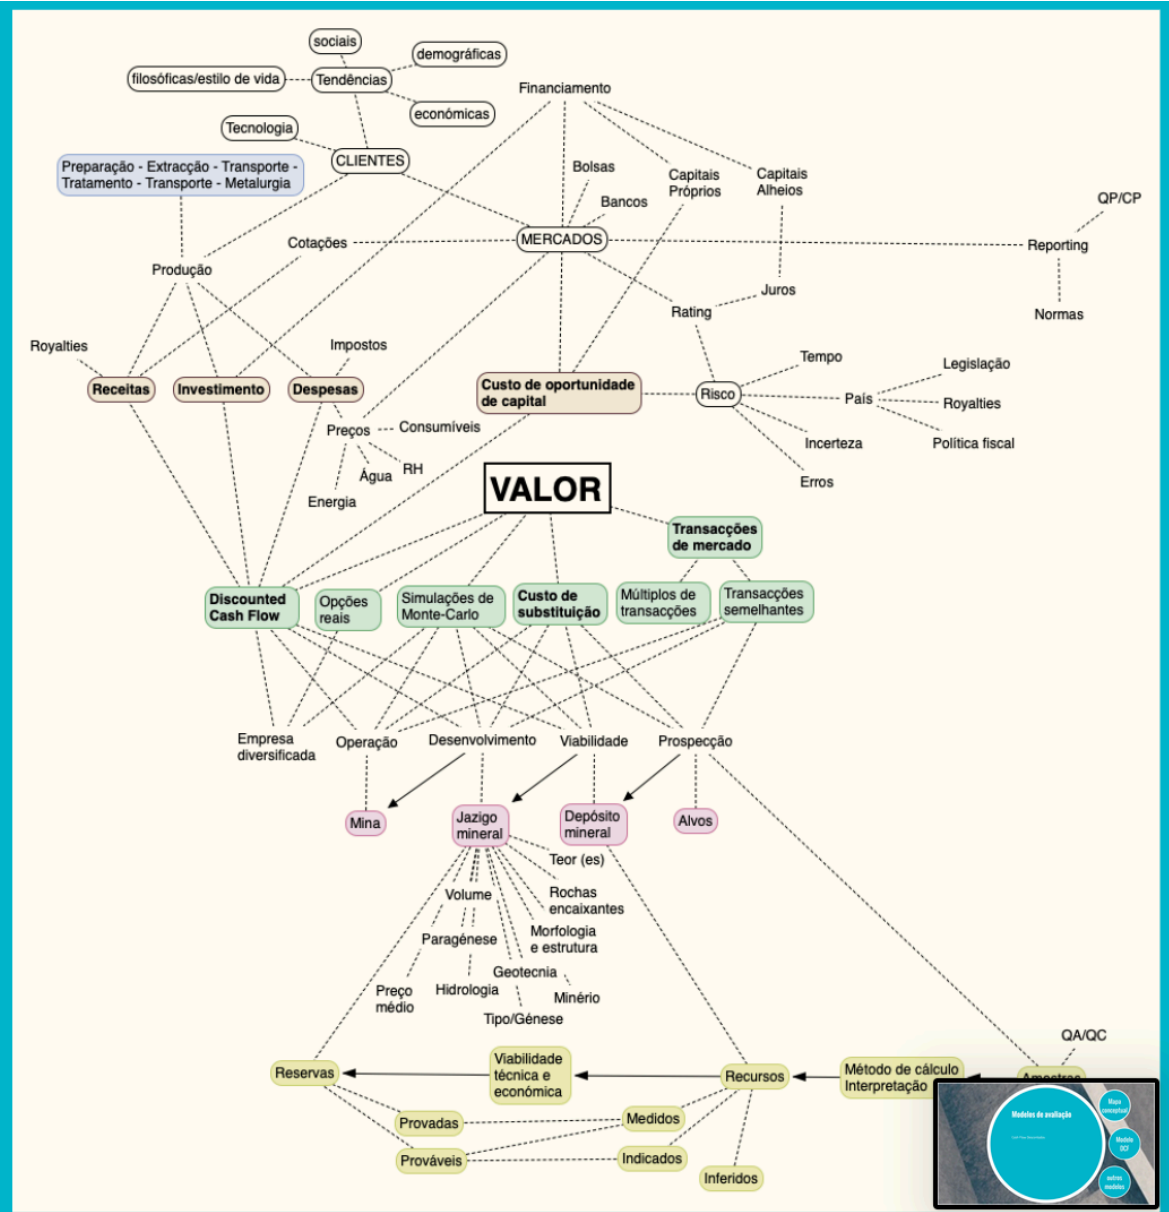 sociais
demográficas
filosóficas/estilo de vida
Tendências
Financiamento
económicas
Tecnologia
CLIENTES
Preparação - Extracção - Transporte -
Tratamento - Transporte - Metalurgia
Bolsas
Capitais
Próprios
Capitais
Alheios
Bancos
QP/CP
Cotações
MERCADOS
Reporting
Produção
Juros
Rating
Normas
Royalties
Impostos
Tempo
Legislação
Receitas
Investimento
Despesas
Custo de oportunidade
de capital
Risco
País
Royalties
Preços
Consumíveis
Incerteza
Política fiscal
Água
RH
Energia
Erros
VALOR
Transacções
de mercado
Discounted
Cash Flow
Opções
reais
Simulações de
Monte-Carlo
Custo de
substituição
Múltiplos de
transacções
Transacções
semelhantes
Empresa
diversificada
Operação
Desenvolvimento
Viabilidade
Prospecção
Mina
Jazigo
mineral
Depósito
mineral
Alvos
Teor (es)
Volume
Rochas
encaixantes
Paragénese
Morfologia
e estrutura
Geotecnia
Preço
médio
Hidrologia
Minério
Tipo/Génese
QA/QC
Reservas
Viabilidade
técnica e
económica
Recursos
Método de cálculo
Interpretação
Amostras
Provadas
Medidos
Prováveis
Indicados
Inferidos
Modelos de avaliação
Mapa
conceptual
Modelo
DCF
outros
modelos